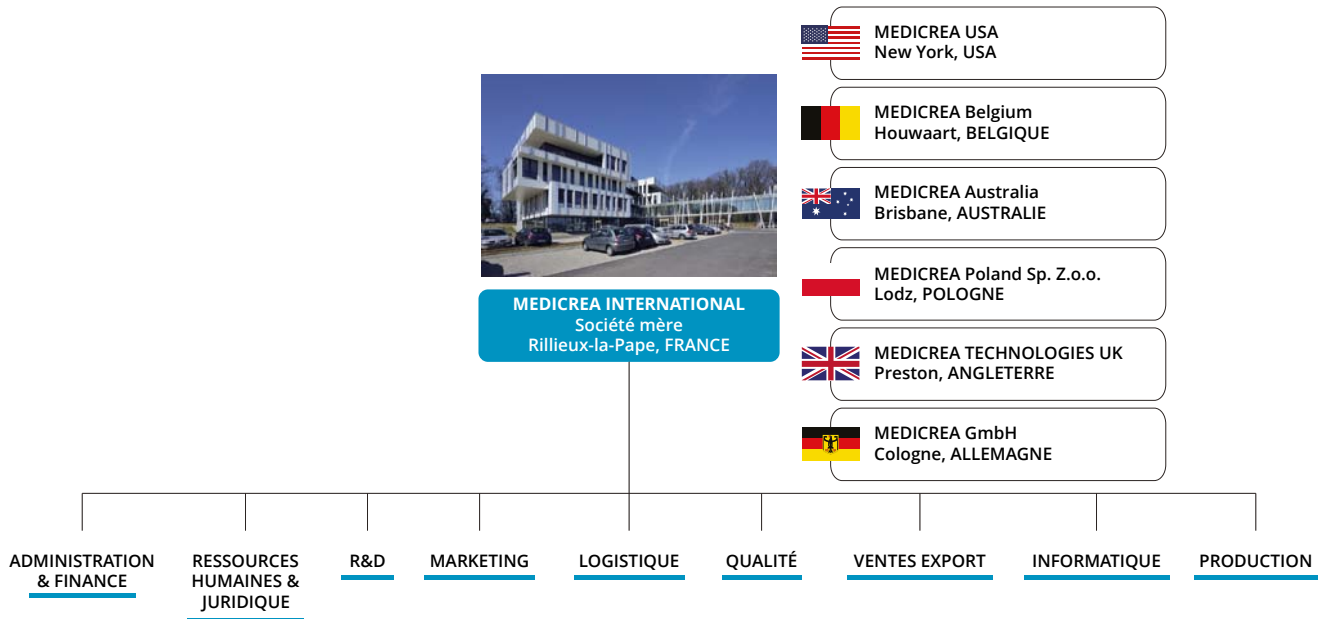 MEDICREA USA
New York, USA
MEDICREA Belgium
Houwaart, BELGIQUE
MEDICREA Australia
Brisbane, AUSTRALIE
MEDICREA Poland Sp. Z.o.o.
Lodz, POLOGNE
MEDICREA TECHNOLOGIES UK
Preston, ANGLETERRE
MEDICREA GmbH
Cologne, ALLEMAGNE
MEDICREA INTERNATIONAL
Société mère
Rillieux-la-Pape, FRANCE
ADMINISTRATION
& FINANCE
RESSOURCES
HUMAINES &
JURIDIQUE
R&D
MARKETING
LOGISTIQUE
QUALITÉ
VENTES EXPORT
INFORMATIQUE
PRODUCTION